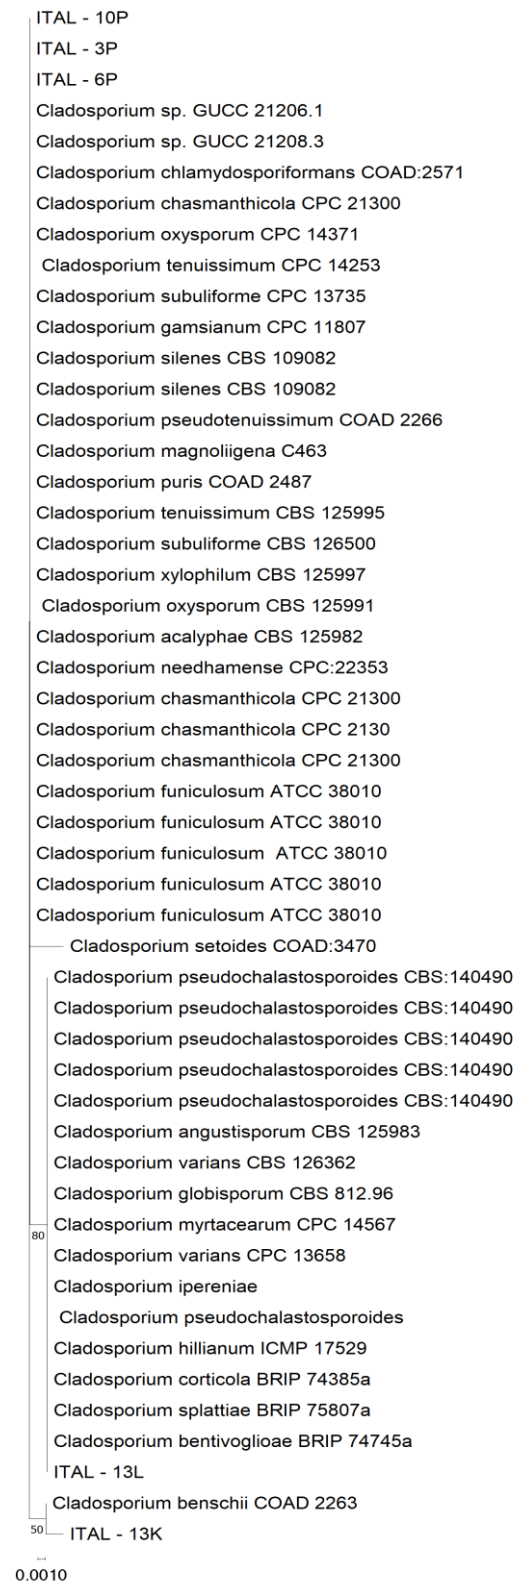 ITAL - 10P
ITAL - 3P
ITAL - 6P
Cladosporium sp. GUCC 21206.1
Cladosporium sp. GUCC 21208.3
Cladosporium chlamydosporiformans COAD:2571
Cladosporium chasmanthicola CPC 21300
Cladosporium oxysporum CPC 14371
Cladosporium tenuissimum CPC 14253
Cladosporium subuliforme CPC 13735
Cladosporium gamsianum CPC 11807
Cladosporium silenes CBS 109082
Cladosporium silenes CBS 109082
Cladosporium pseudotenuissimum COAD 2266
Cladosporium magnoliigena C463
Cladosporium puris COAD 2487
Cladosporium tenuissimum CBS 125995
Cladosporium subuliforme CBS 126500
Cladosporium xylophilum CBS 125997
Cladosporium oxysporum CBS 125991
Cladosporium acalyphae CBS 125982
Cladosporium needhamense CPC:22353
Cladosporium chasmanthicola CPC 21300
Cladosporium chasmanthicola CPC 2130
Cladosporium chasmanthicola CPC 21300
Cladosporium funiculosum ATCC 38010
Cladosporium funiculosum ATCC 38010
Cladosporium funiculosum ATCC 38010
Cladosporium funiculosum ATCC 38010
Cladosporium funiculosum ATCC 38010
Cladosporium setoides COAD:3470
Cladosporium pseudochalastosporoides CBS:140490
Cladosporium pseudochalastosporoides CBS:140490
Cladosporium pseudochalastosporoides CBS:140490
Cladosporium pseudochalastosporoides CBS:140490
Cladosporium pseudochalastosporoides CBS:140490
Cladosporium angustisporum CBS 125983
Cladosporium varians CBS 126362
Cladosporium globisporum CBS 812.96
Cladosporium myrtacearum CPC 14567
80
Cladosporium varians CPC 13658
Cladosporium ipereniae
Cladosporium pseudochalastosporoides
Cladosporium hillianum ICMP 17529
Cladosporium corticola BRIP 74385a
Cladosporium splattiae BRIP 75807a
Cladosporium bentivoglioae BRIP 74745a
ITAL - 13L
Cladosporium benschii COAD 2263
50
ITAL - 13K
0.0010